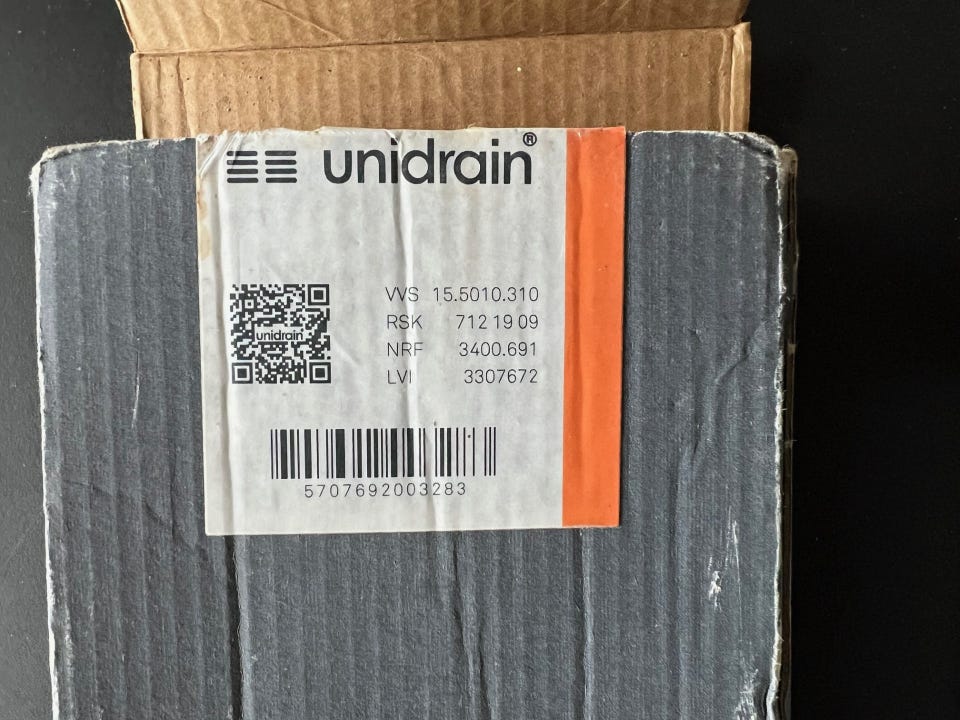 unidrain®
unidrain
VVS 15.5010.310
RSK 712 19 09
NRF 3400.691
LVI 3307672
5707692003283